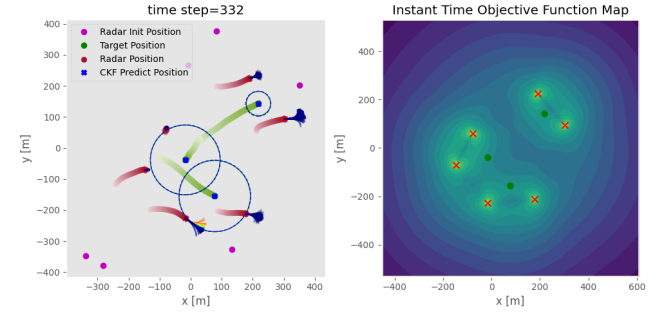 time step=332
Radar Init Position
Target Position
Radar Position
CKF Predict Position
y [m]
400
300
200
100
0
−100
−200
−300
−400
−300
−200
−100
0
100
200
300
400
x [m]
Instant Time Objective Function Map
y [m]
400
200
0
−200
−400
−600
−400
−200
0
200
400
600
x [m]